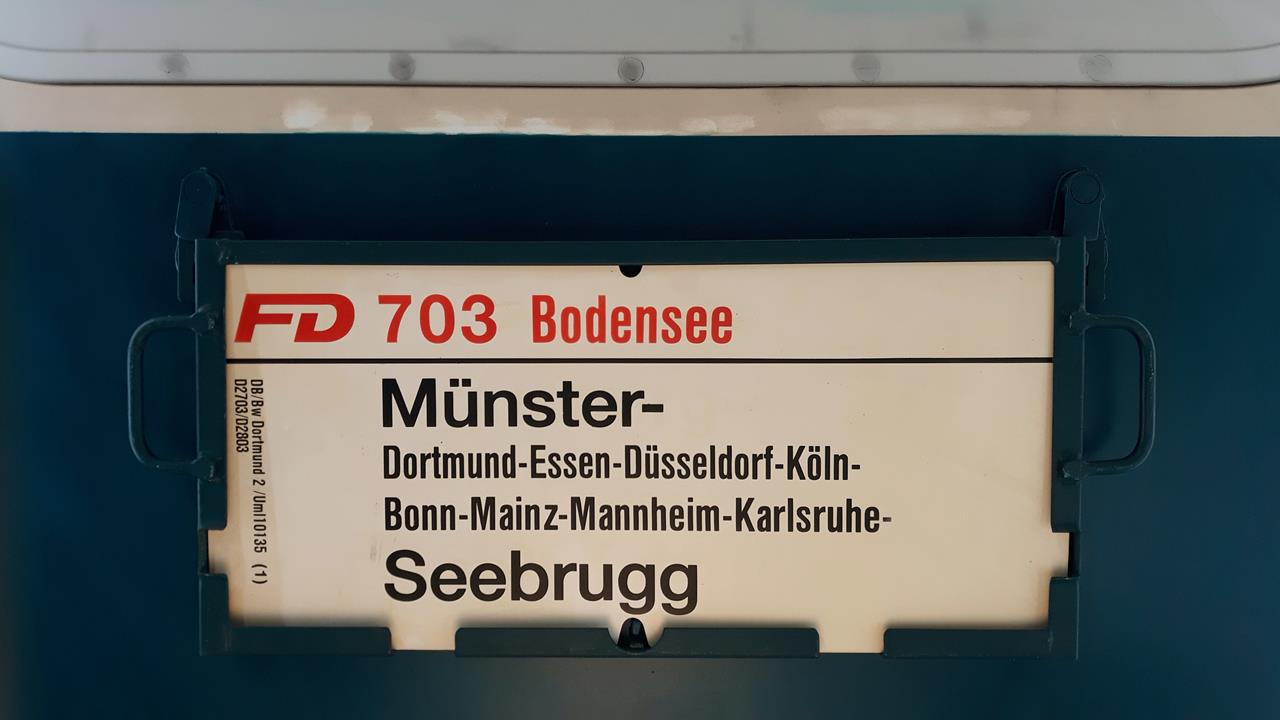 FD 703 Bodensee
Münster-
Dortmund-Essen-Düsseldorf-Köln-
Bonn-Mainz-Mannheim-Karlsruhe-
Seebrugg
DB/Bw Dortmund 2 /Uml10135 (1)
D2703/D2803